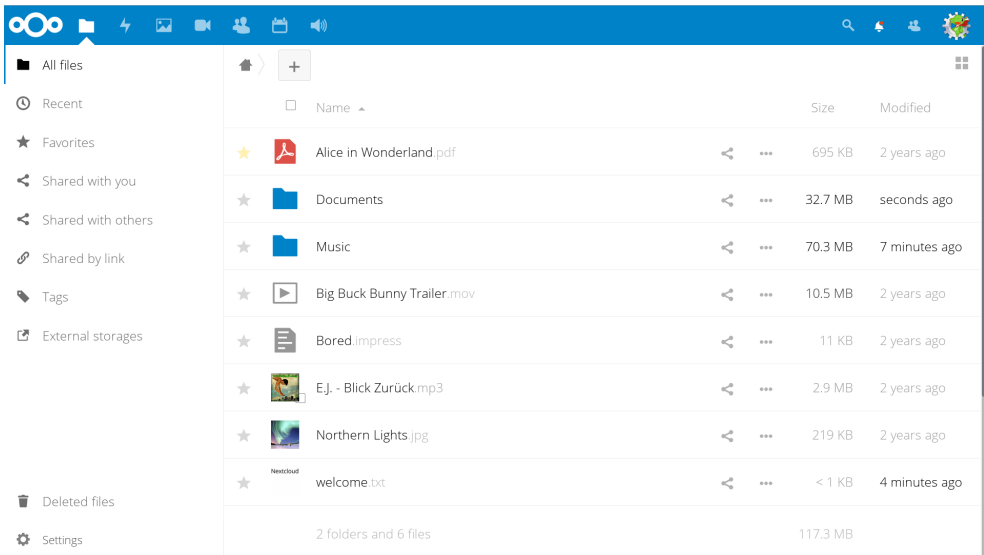 All files
Recent
Favorites
Shared with you
Shared with others
Shared by link
Tags
External storages
Deleted files
Settings
Name Size Modified
Alice in Wonderland.pdf 695 KB 2 years ago
Documents 32.7 MB seconds ago
Music 70.3 MB 7 minutes ago
Big Buck Bunny Trailer.mov 10.5 MB 2 years ago
Bored.impress 11 KB 2 years ago
E.J. - Blick Zurück.mp3 2.9 MB 2 years ago
Northern Lights.jpg 219 KB 2 years ago
Nextcloud
welcome.txt < 1 KB 4 minutes ago
2 folders and 6 files 117.3 MB